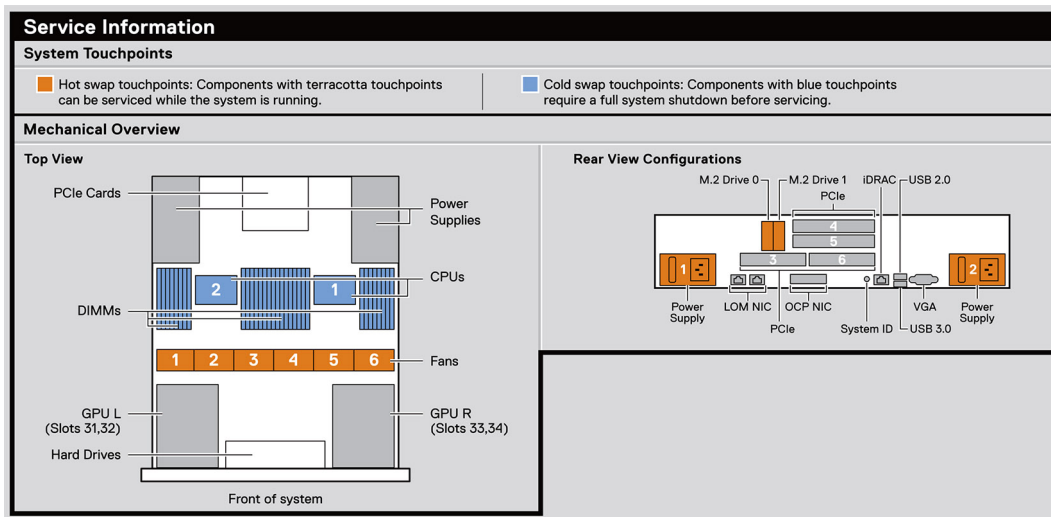 Service Information
System Touchpoints
Hot swap touchpoints: Components with terracotta touchpoints
can be serviced while the system is running.
Cold swap touchpoints: Components with blue touchpoints
require a full system shutdown before servicing.
Mechanical Overview
Top View
PCIe Cards
Power
Supplies
2
1
CPUs
DIMMs
1 2 3 4 5 6
Fans
GPU L
(Slots 31,32)
GPU R
(Slots 33,34)
Hard Drives
Front of system
Rear View Configurations
M.2 Drive 0
M.2 Drive 1
iDRAC
USB 2.0
PCIe
4
5
3
6
1
2
Power
Supply
LOM NIC
OCP NIC
PCIe
System ID
USB 3.0
VGA
Power
Supply